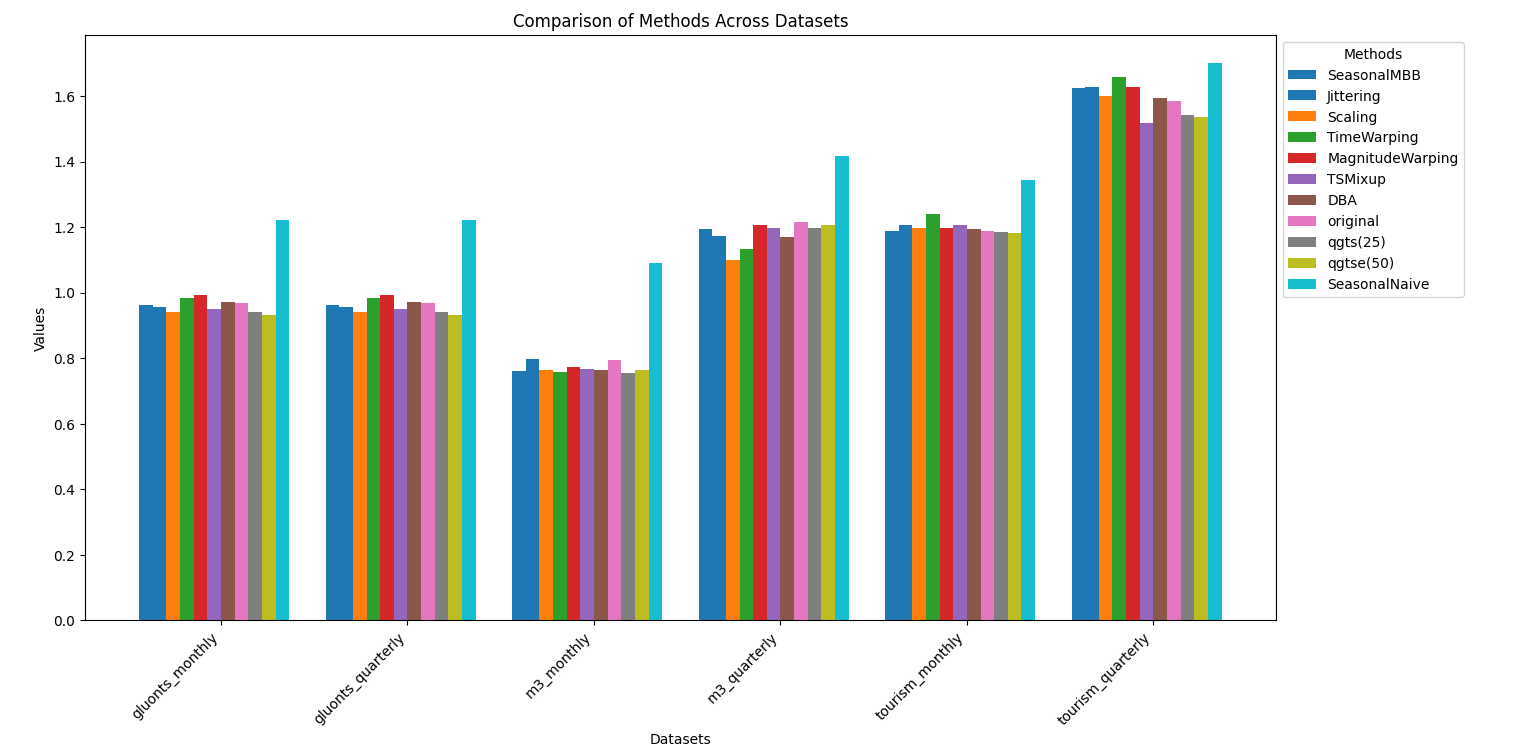 Comparison of Methods Across Datasets
Methods
SeasonalMBB
Jittering
Scaling
TimeWarping
MagnitudeWarping
TSMixup
DBA
original
qgts(25)
qgtse(50)
SeasonalNaive
Values
1.6
1.4
1.2
1.0
0.8
0.6
0.4
0.2
0.0
gluonts_monthly
gluonts_quarterly
m3_monthly
m3_quarterly
tourism_monthly
tourism_quarterly
Datasets